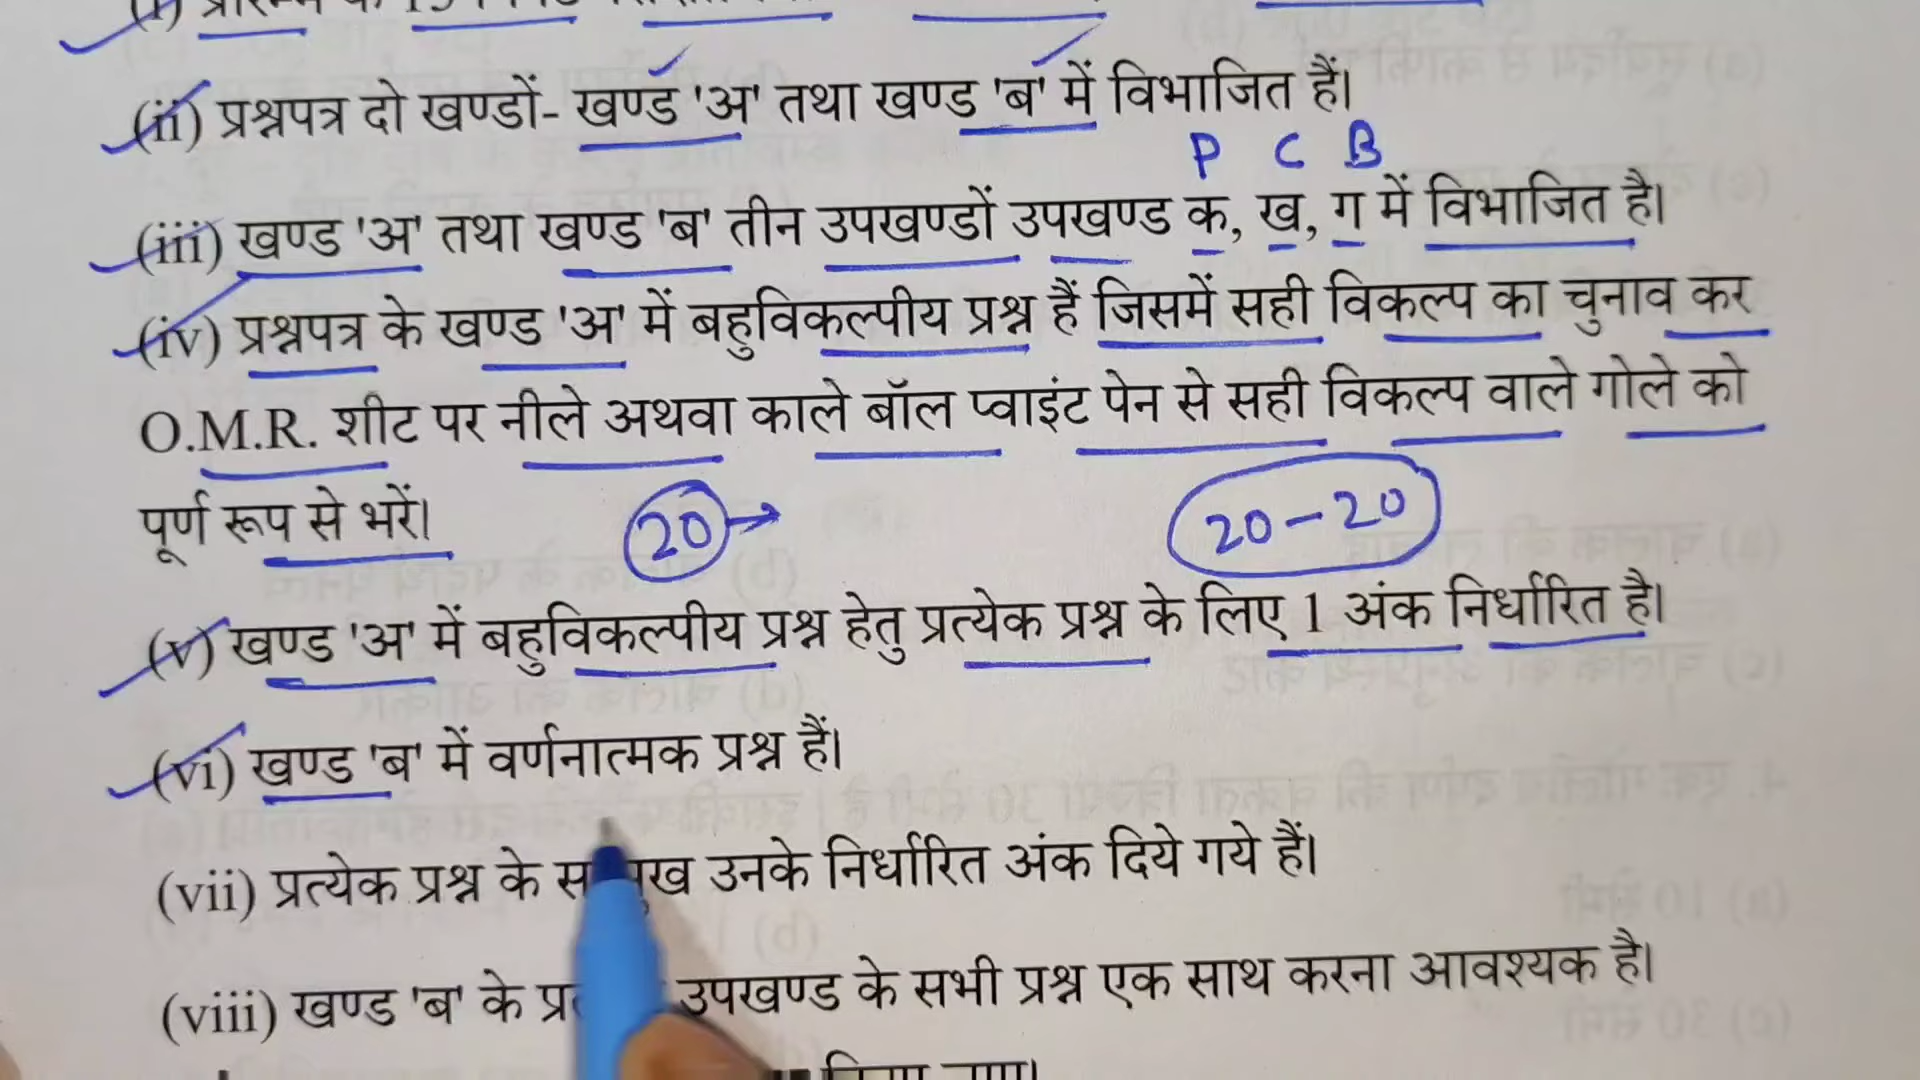 (i) प्रारम्भ के 15 मिनट
(ii) प्रश्नपत्र दो खण्डों- खण्ड 'अ' तथा खण्ड 'ब' में विभाजित हैं।
P C B
(iii) खण्ड 'अ' तथा खण्ड 'ब' तीन उपखण्डों उपखण्ड क, ख, ग में विभाजित है।
(iv) प्रश्नपत्र के खण्ड 'अ' में बहुविकल्पीय प्रश्न हैं जिसमें सही विकल्प का चुनाव कर
O.M.R. शीट पर नीले अथवा काले बॉल प्वाइंट पेन से सही विकल्प वाले गोले को
पूर्ण रूप से भरें।
20 → 20-20
(v) खण्ड 'अ' में बहुविकल्पीय प्रश्न हेतु प्रत्येक प्रश्न के लिए 1 अंक निर्धारित है।
(vi) खण्ड 'ब' में वर्णनात्मक प्रश्न हैं।
(vii) प्रत्येक प्रश्न के उनके निर्धारित अंक दिये गये हैं।
(viii) खण्ड 'ब' के उपखण्ड के सभी प्रश्न एक साथ करना आवश्यक है।